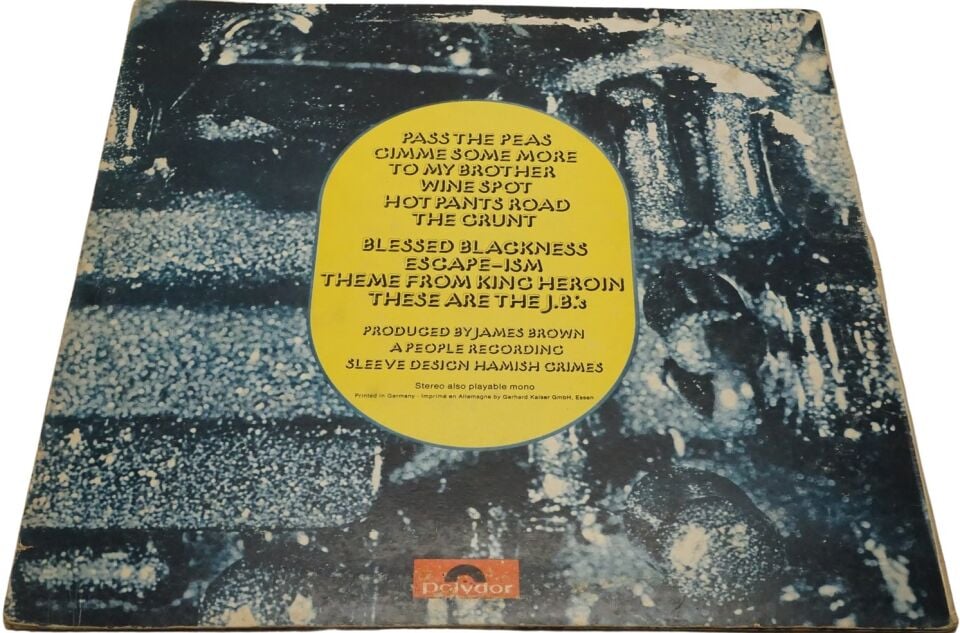 PASS THE PEAS
GIMME SOME MORE
TO MY BROTHER
WINE SPOT
HOT PANTS ROAD
THE GRUNT
BLESSED BLACKNESS
ESCAPE-ISM
THEME FROM KING HEROIN
THESE ARE THE J.B.'s
PRODUCED BY JAMES BROWN
A PEOPLE RECORDING
SLEEVE DESIGN HAMISH GRIMES
Stereo also playable mono
Printed in Germany · Imprimé en Allemagne by Gerhard Kaiser GmbH, Essen
polydor